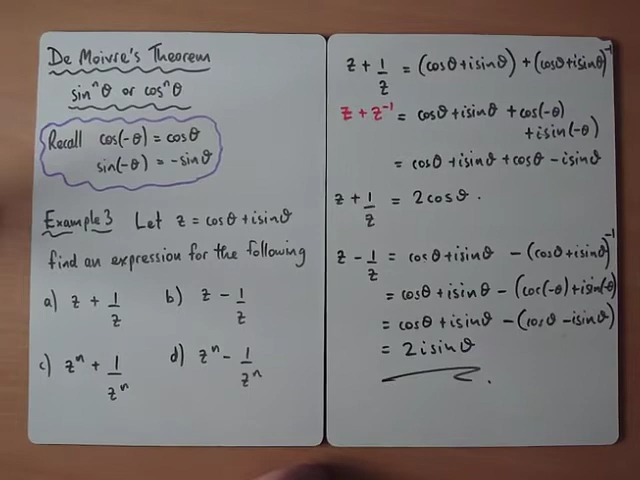 De Moivre's Theorem
sinⁿθ or cosⁿθ
Recall cos(-θ) = cosθ
sin(-θ) = -sinθ
Example 3 Let z = cosθ + isinθ
find an expression for the following
a) z + 1/z b) z - 1/z
c) zⁿ + 1/zⁿ d) zⁿ - 1/zⁿ
z + 1/z = (cosθ + isinθ) + (cosθ + isinθ)⁻¹
z + z⁻¹ = cosθ + isinθ + cos(-θ)
+ isin(-θ)
= cosθ + isinθ + cosθ - isinθ
z + 1/z = 2cosθ.
z - 1/z = cosθ + isinθ - (cosθ + isinθ)⁻¹
= cosθ + isinθ - (cos(-θ) + isin(-θ)
= cosθ + isinθ - (cosθ - isinθ)
= 2isinθ